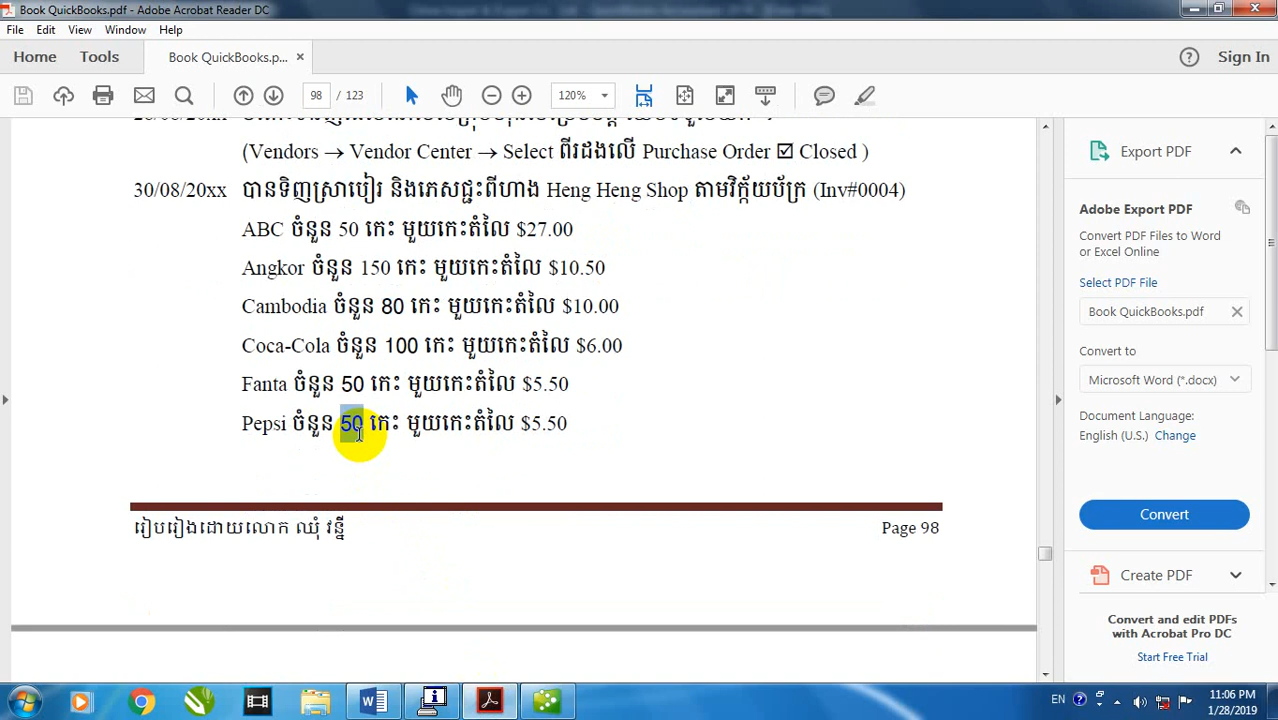 Book QuickBooks.pdf - Adobe Acrobat Reader DC
File Edit View Window Help
Home Tools Book QuickBooks.p... × Sign In
98 / 123 120%
(Vendors → Vendor Center → Select ពីរដងលើ Purchase Order ☑ Closed )
30/08/20xx បានទិញស្រាបៀរ និងភេសជ្ជះពីហាង Heng Heng Shop តាមវិក្ក័យប័ត្រ (Inv#0004)
ABC ចំនួន 50 កេះ មួយកេះតំលៃ $27.00
Angkor ចំនួន 150 កេះ មួយកេះតំលៃ $10.50
Cambodia ចំនួន 80 កេះ មួយកេះតំលៃ $10.00
Coca-Cola ចំនួន 100 កេះ មួយកេះតំលៃ $6.00
Fanta ចំនួន 50 កេះ មួយកេះតំលៃ $5.50
Pepsi ចំនួន 50 កេះ មួយកេះតំលៃ $5.50
រៀបរៀងដោយលោក ឈុំ វន្នី Page 98
Export PDF
Adobe Export PDF
Convert PDF Files to Word
or Excel Online
Select PDF File
Book QuickBooks.pdf
Convert to
Microsoft Word (*.docx)
Document Language:
English (U.S.) Change
Convert
Create PDF
Convert and edit PDFs
with Acrobat Pro DC
Start Free Trial
EN
11:06 PM
1/28/2019